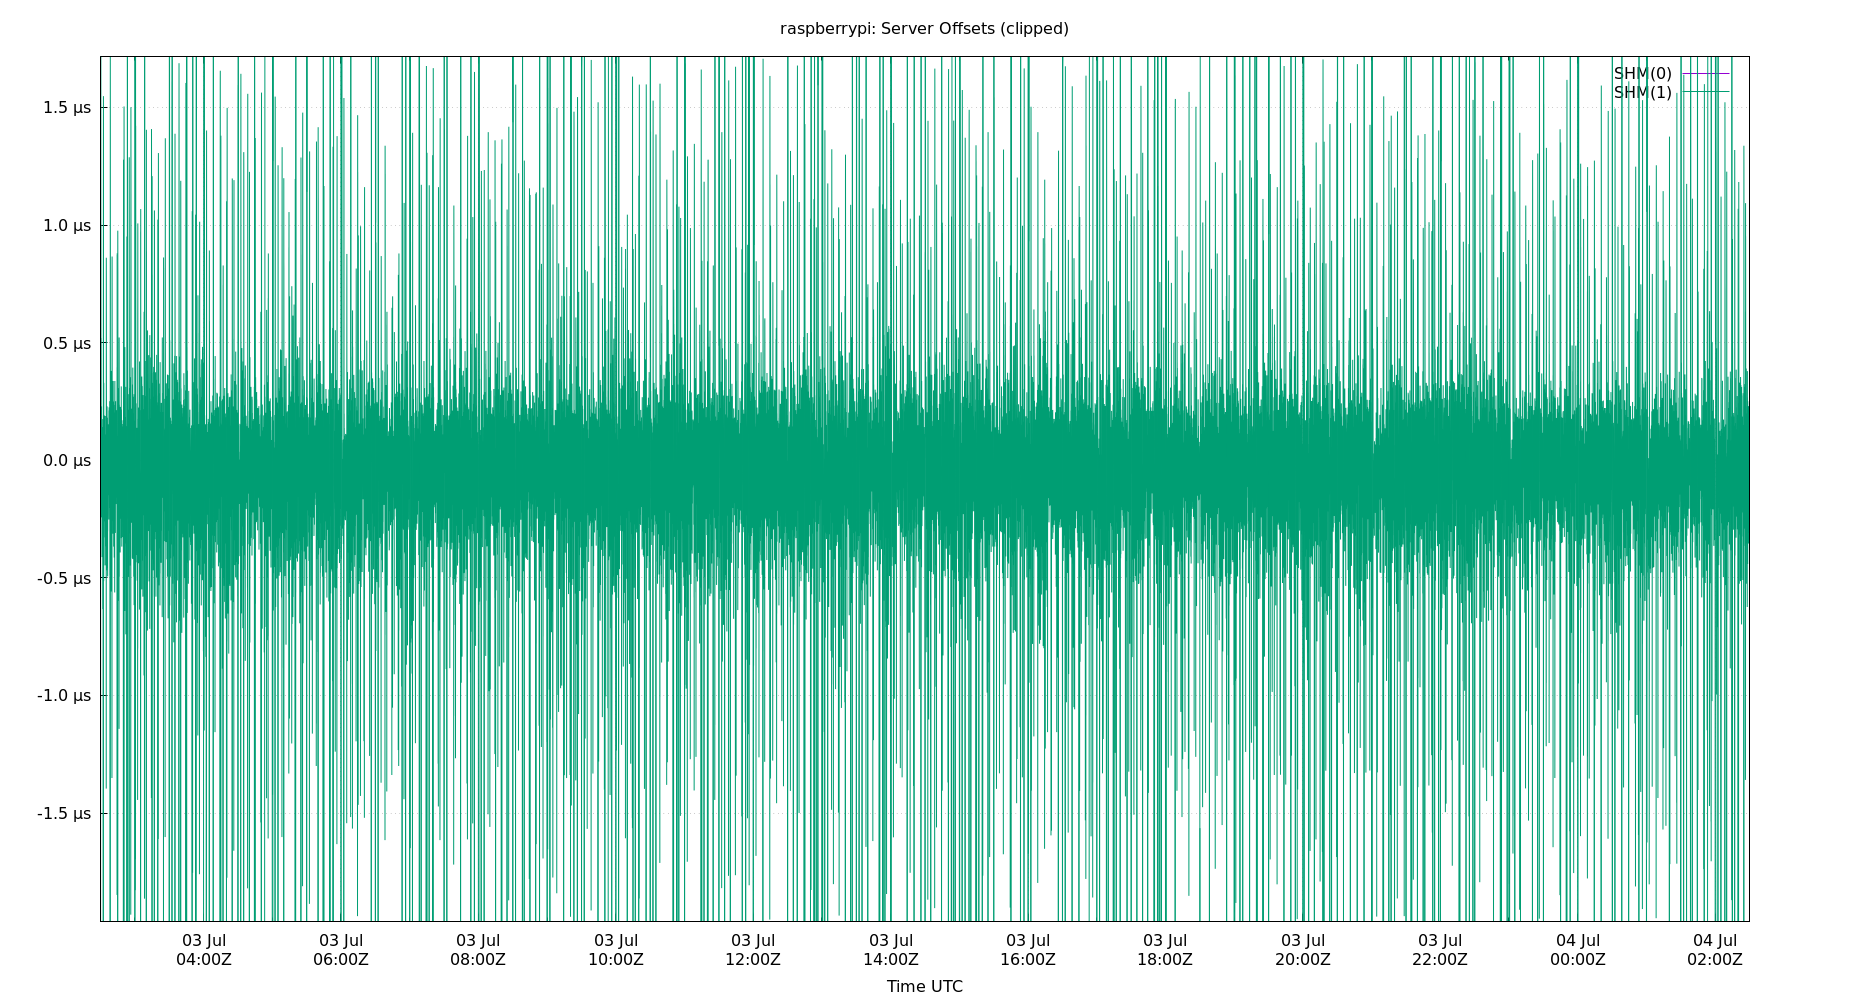 raspberrypi: Server Offsets (clipped)
SHM(0)
SHM(1)
1.5 µs
1.0 µs
0.5 µs
0.0 µs
-0.5 µs
-1.0 µs
-1.5 µs
03 Jul 03 Jul 03 Jul 03 Jul 03 Jul 03 Jul 03 Jul 03 Jul 03 Jul 03 Jul 04 Jul 04 Jul
04:00Z 06:00Z 08:00Z 10:00Z 12:00Z 14:00Z 16:00Z 18:00Z 20:00Z 22:00Z 00:00Z 02:00Z
Time UTC